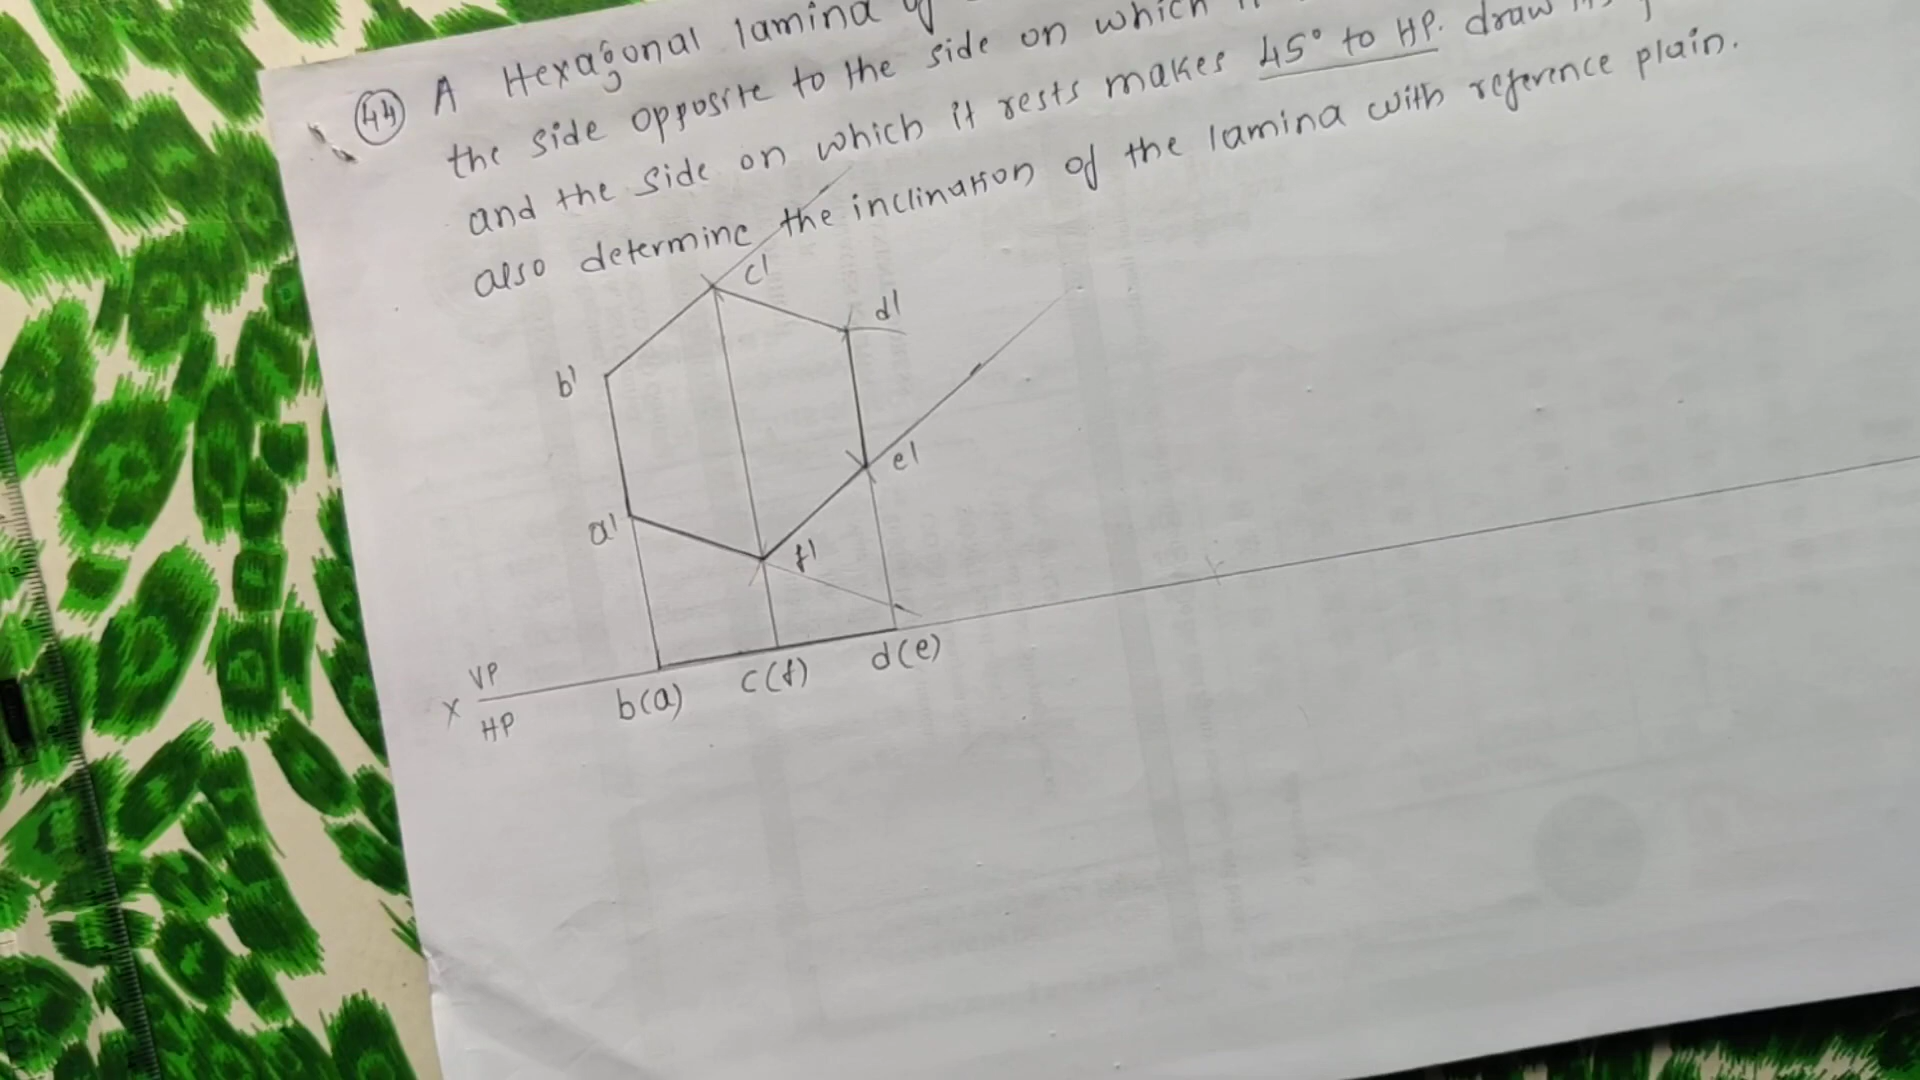 44 A Hexagonal lamina of
the side opposite to the side on which
and the side on which it rests makes 45° to HP. draw
also determine the inclination of the lamina with reference plain.
c'
d'
b'
e'
a'
f'
X VP
HP
b(a) c(f) d(e)